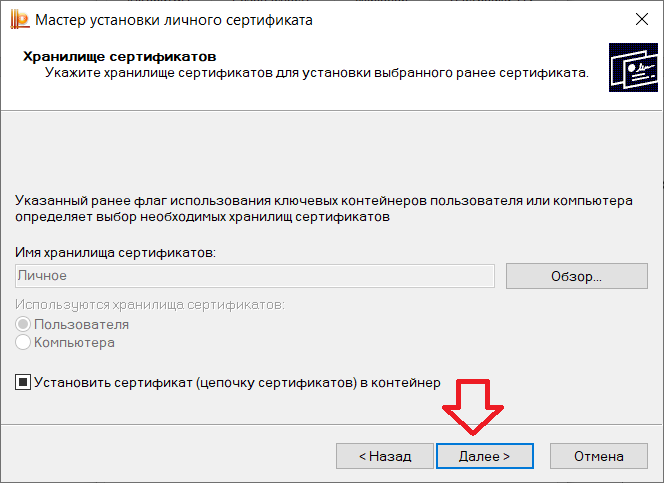 Мастер установки личного сертификата
Хранилище сертификатов
Укажите хранилище сертификатов для установки выбранного ранее сертификата.
Указанный ранее флаг использования ключевых контейнеров пользователя или компьютера
определяет выбор необходимых хранилищ сертификатов
Имя хранилища сертификатов:
Личное
Обзор...
Используются хранилища сертификатов:
Пользователя
Компьютера
Установить сертификат (цепочку сертификатов) в контейнер
< Назад
Далее >
Отмена